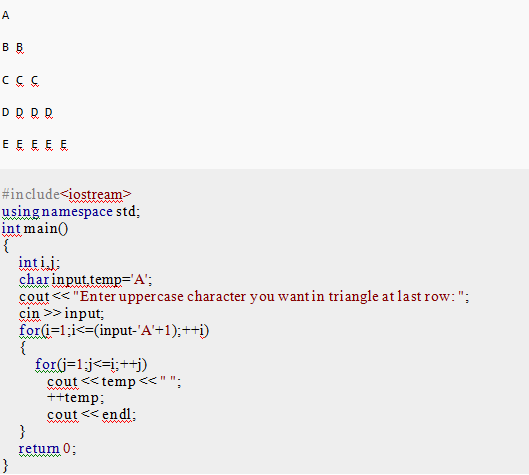 A
B B
C C C
D D D D
E E E E E
#include<iostream>
using namespace std;
int main()
{
int i,j;
char input,temp='A';
cout << "Enter uppercase character you want in triangle at last row: ";
cin >> input;
for(i=1;i<=(input-'A'+1);++i)
{
for(j=1;j<=i;++j)
cout << temp << " ";
++temp;
cout << endl;
}
return 0;
}